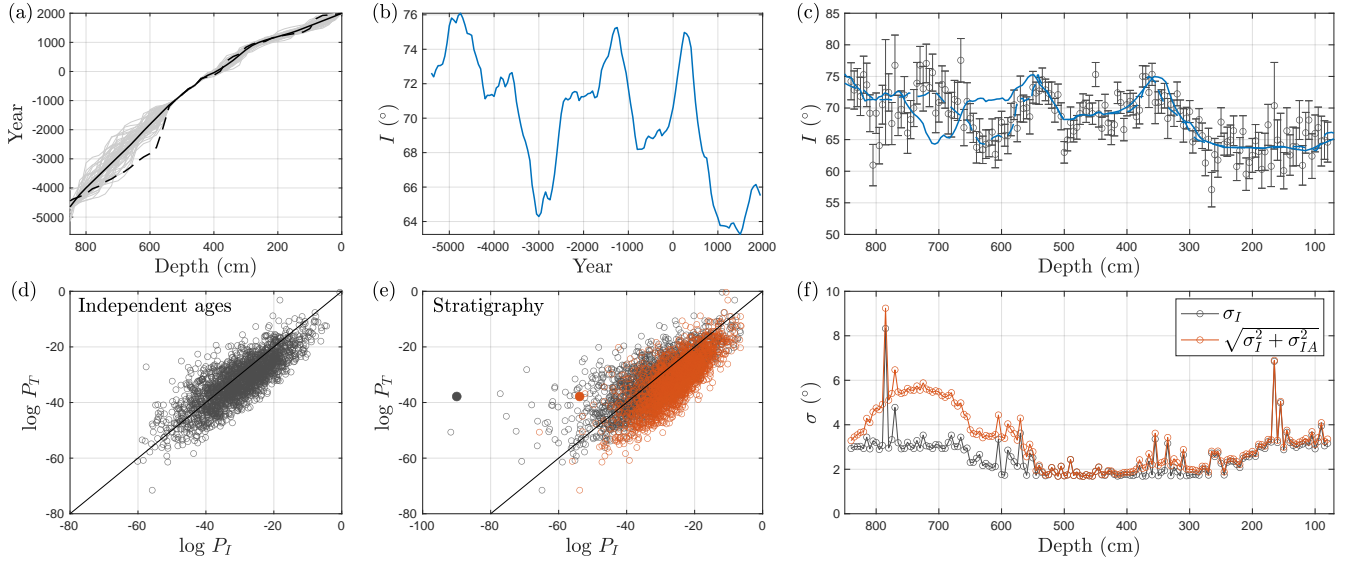 (a)
2000
1000
0
-1000
-2000
-3000
-4000
-5000
Year
800 600 400 200 0
Depth (cm)
(b)
76
74
72
70
68
66
64
I (°)
-5000 -4000 -3000 -2000 -1000 0 1000 2000
Year
(c)
85
80
75
70
65
60
55
50
I (°)
800 700 600 500 400 300 200 100
Depth (cm)
(d)
Independent ages
0
-20
-40
-60
-80
log P_T
-80 -60 -40 -20 0
log P_I
(e)
Stratigraphy
0
-20
-40
-60
-80
log P_T
-100 -80 -60 -40 -20 0
log P_I
(f)
10
8
6
4
2
0
σ (°)
σ_I
√σ_I^2 + σ_{IA}^2
800 700 600 500 400 300 200 100
Depth (cm)